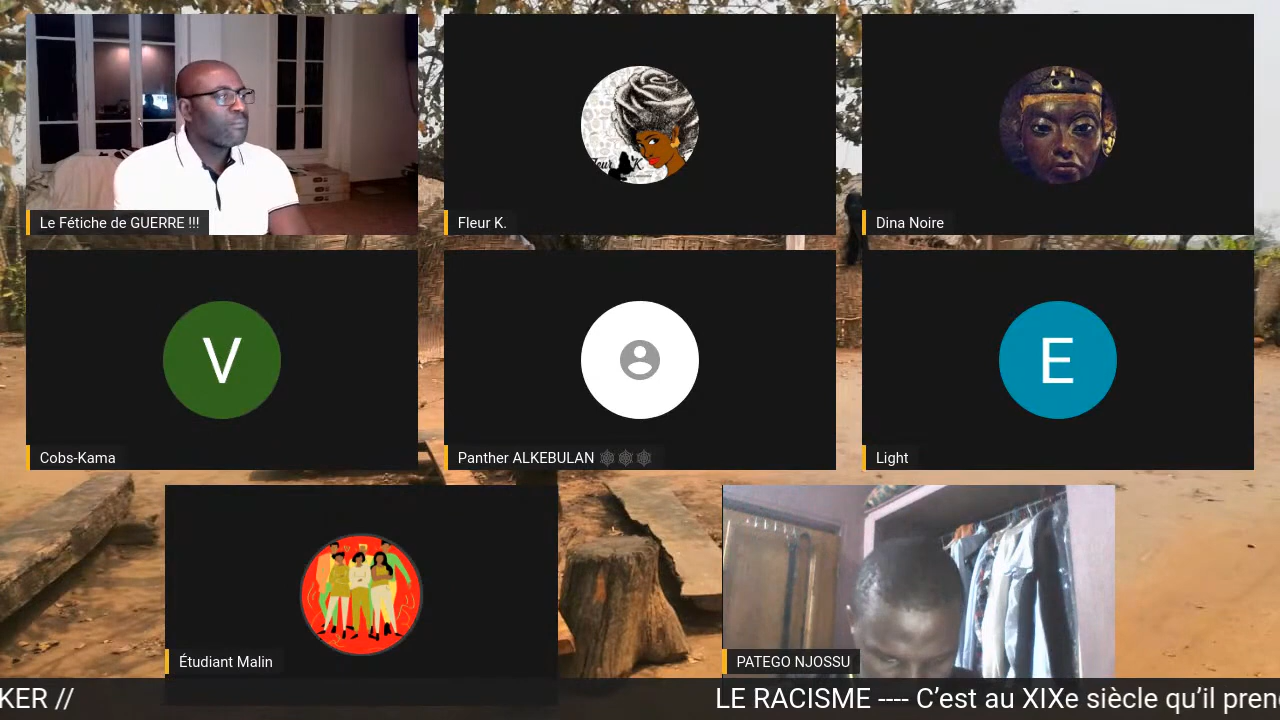 Le Fétiche de GUERRE !!!
Fleur K.
Dina Noire
V
Cobs-Kama
Panther ALKEBULAN 🕸🕸🕸
E
Light
Étudiant Malin
PATEGO NJOSSU
KER //
LE RACISME ---- C’est au XIXe siècle qu’il pren